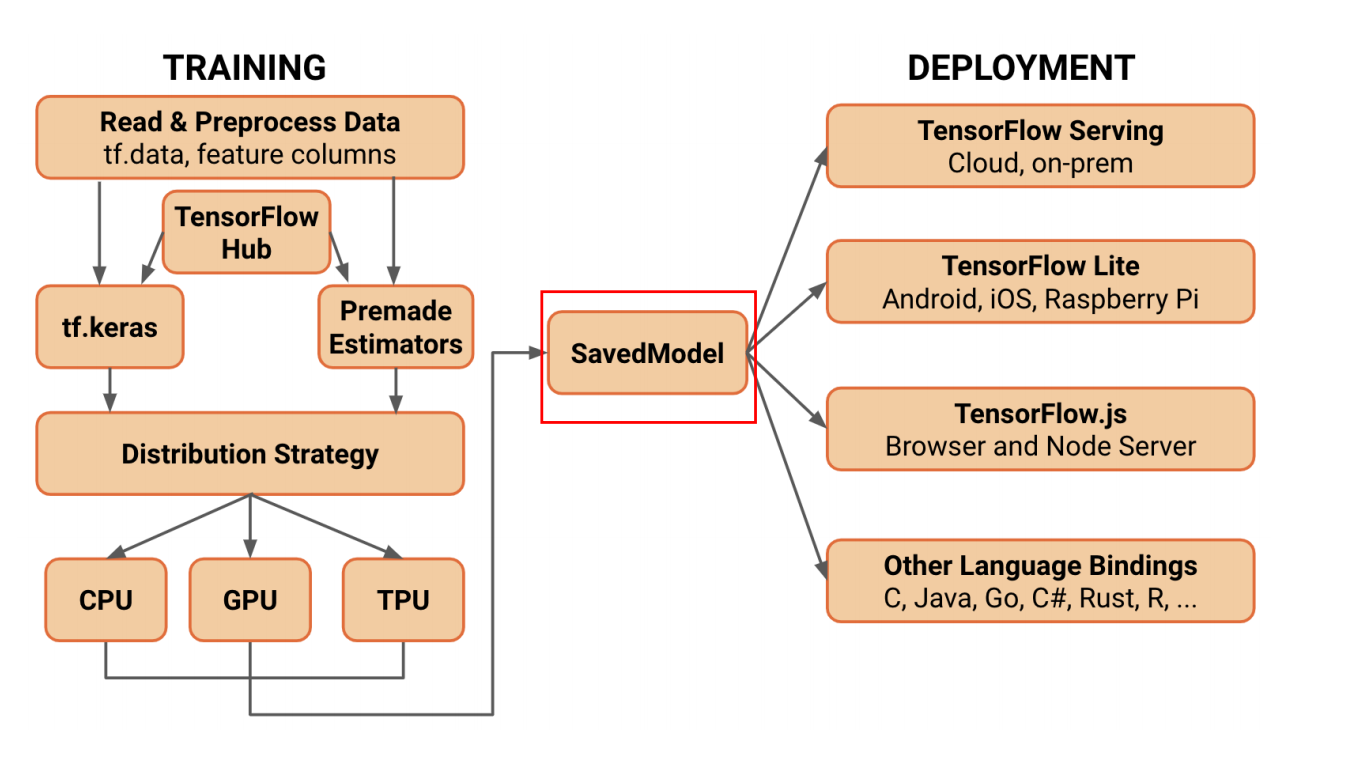 TRAINING
Read & Preprocess Data
tf.data, feature columns
TensorFlow
Hub
tf.keras
Premade
Estimators
Distribution Strategy
CPU
GPU
TPU
SavedModel
DEPLOYMENT
TensorFlow Serving
Cloud, on-prem
TensorFlow Lite
Android, iOS, Raspberry Pi
TensorFlow.js
Browser and Node Server
Other Language Bindings
C, Java, Go, C#, Rust, R, ...